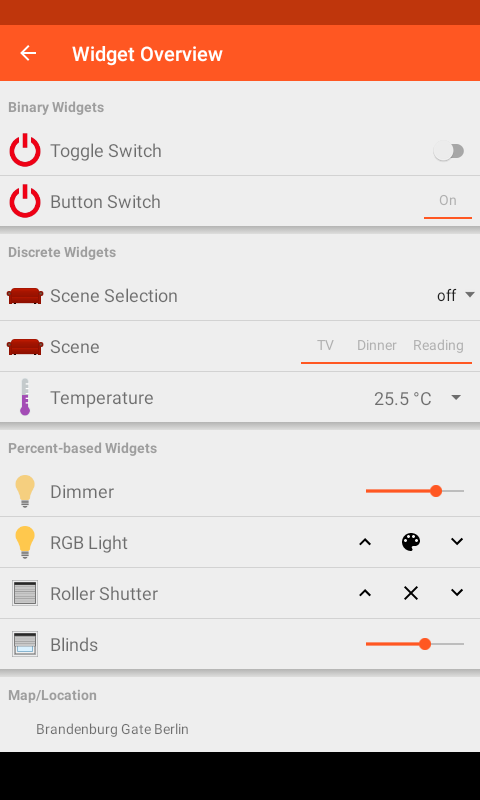 Widget Overview
Binary Widgets
Toggle Switch
Button Switch On
Discrete Widgets
Scene Selection off
Scene TV Dinner Reading
Temperature 25.5 °C
Percent-based Widgets
Dimmer
RGB Light
Roller Shutter
Blinds
Map/Location
Brandenburg Gate Berlin